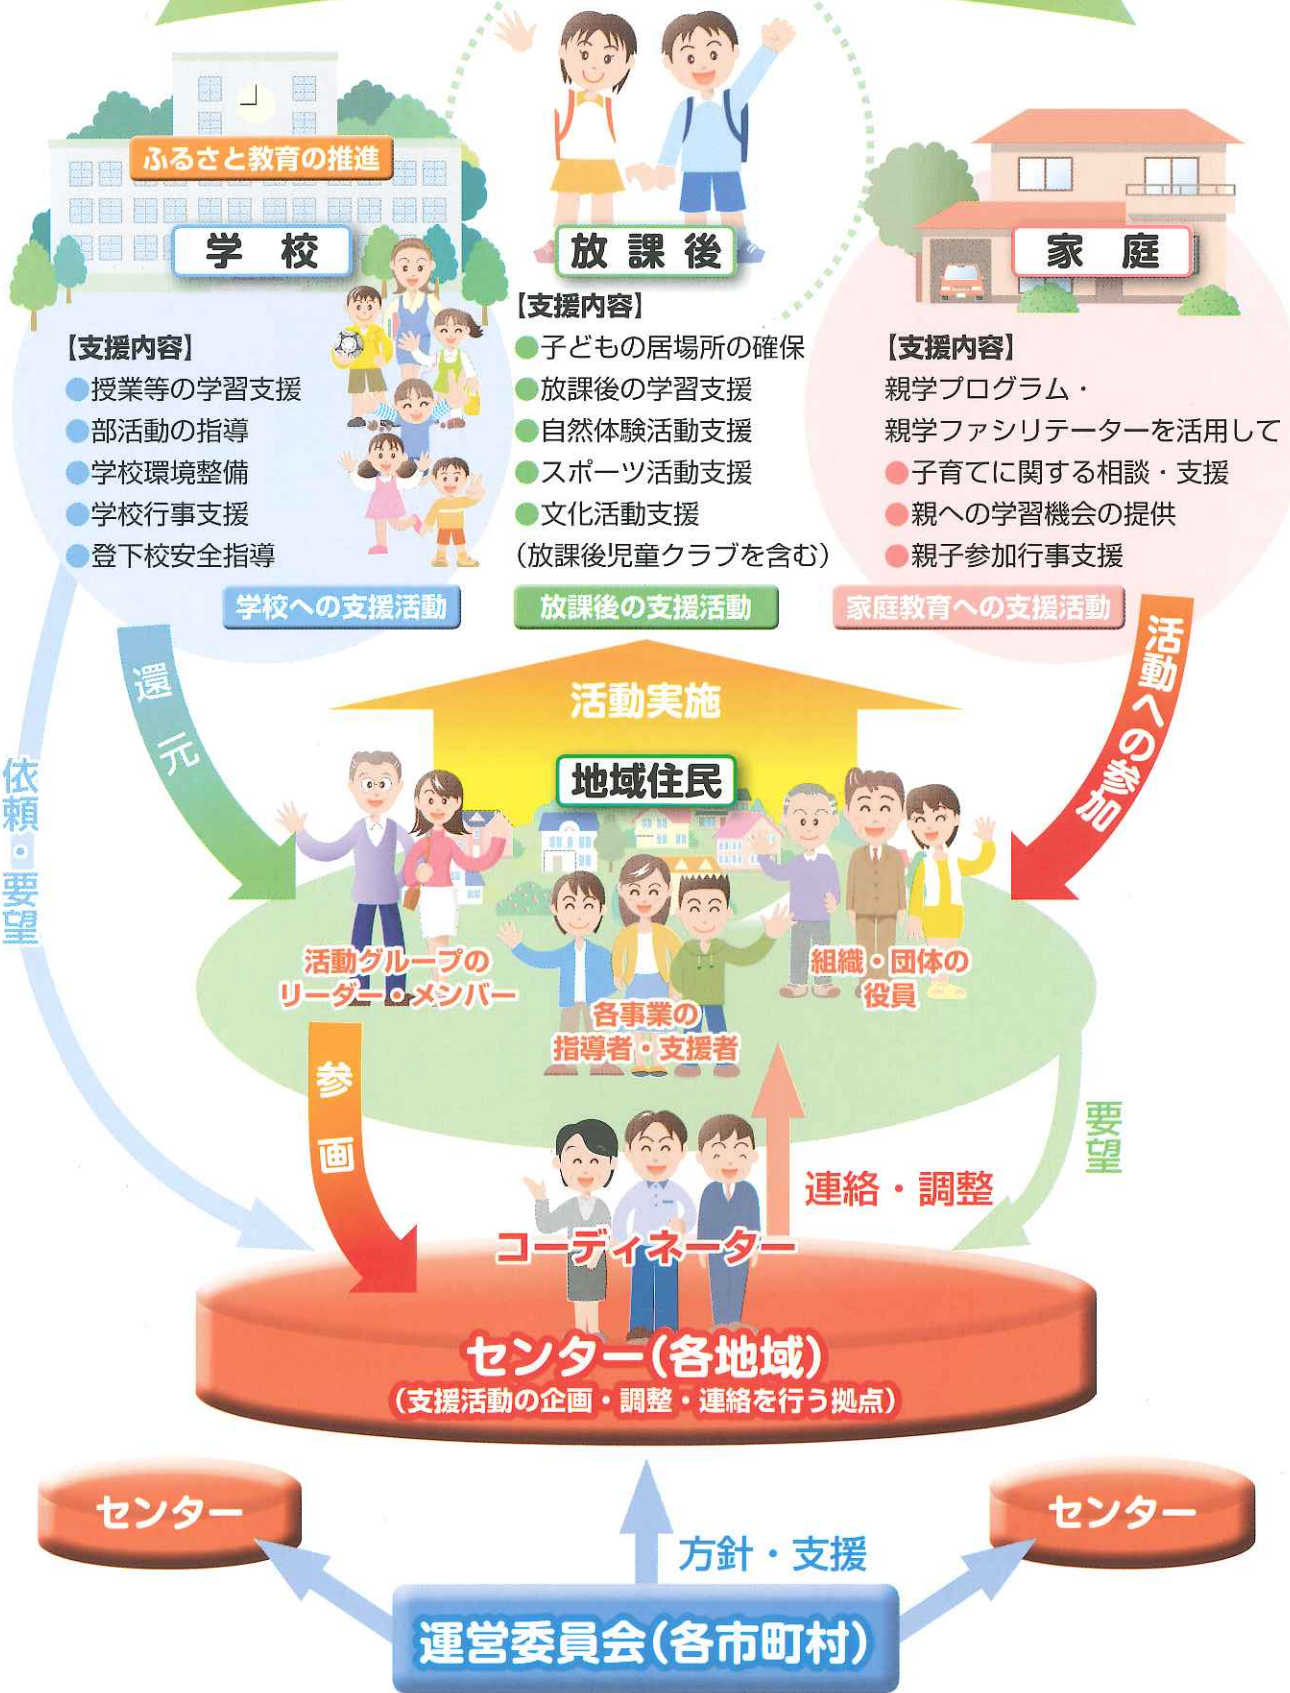 ふるさと教育の推進
学校
【支援内容】
●授業等の学習支援
●部活動の指導
●学校環境整備
●学校行事支援
●登下校安全指導
学校への支援活動
放課後
【支援内容】
●子どもの居場所の確保
●放課後の学習支援
●自然体験活動支援
●スポーツ活動支援
●文化活動支援
(放課後児童クラブを含む)
放課後の支援活動
家庭
【支援内容】
親学プログラム・
親学ファシリテーターを活用して
●子育てに関する相談・支援
●親への学習機会の提供
●親子参加行事支援
家庭教育への支援活動
還元
活動実施
活動への参加
依頼・要望
地域住民
活動グループの
リーダー・メンバー
各事業の
指導者・支援者
組織・団体の
役員
参画
要望
連絡・調整
コーディネーター
センター(各地域)
(支援活動の企画・調整・連絡を行う拠点)
センター
センター
方針・支援
運営委員会(各市町村)